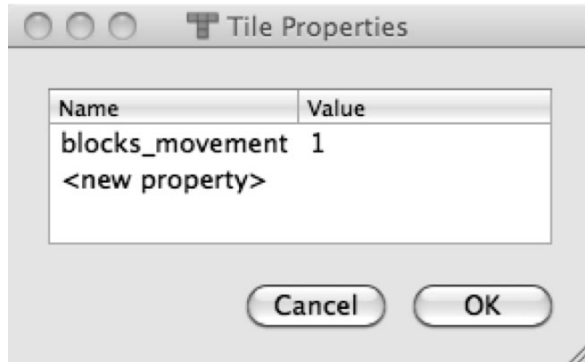 Tile Properties
Name Value
blocks_movement 1
<new property>
Cancel OK